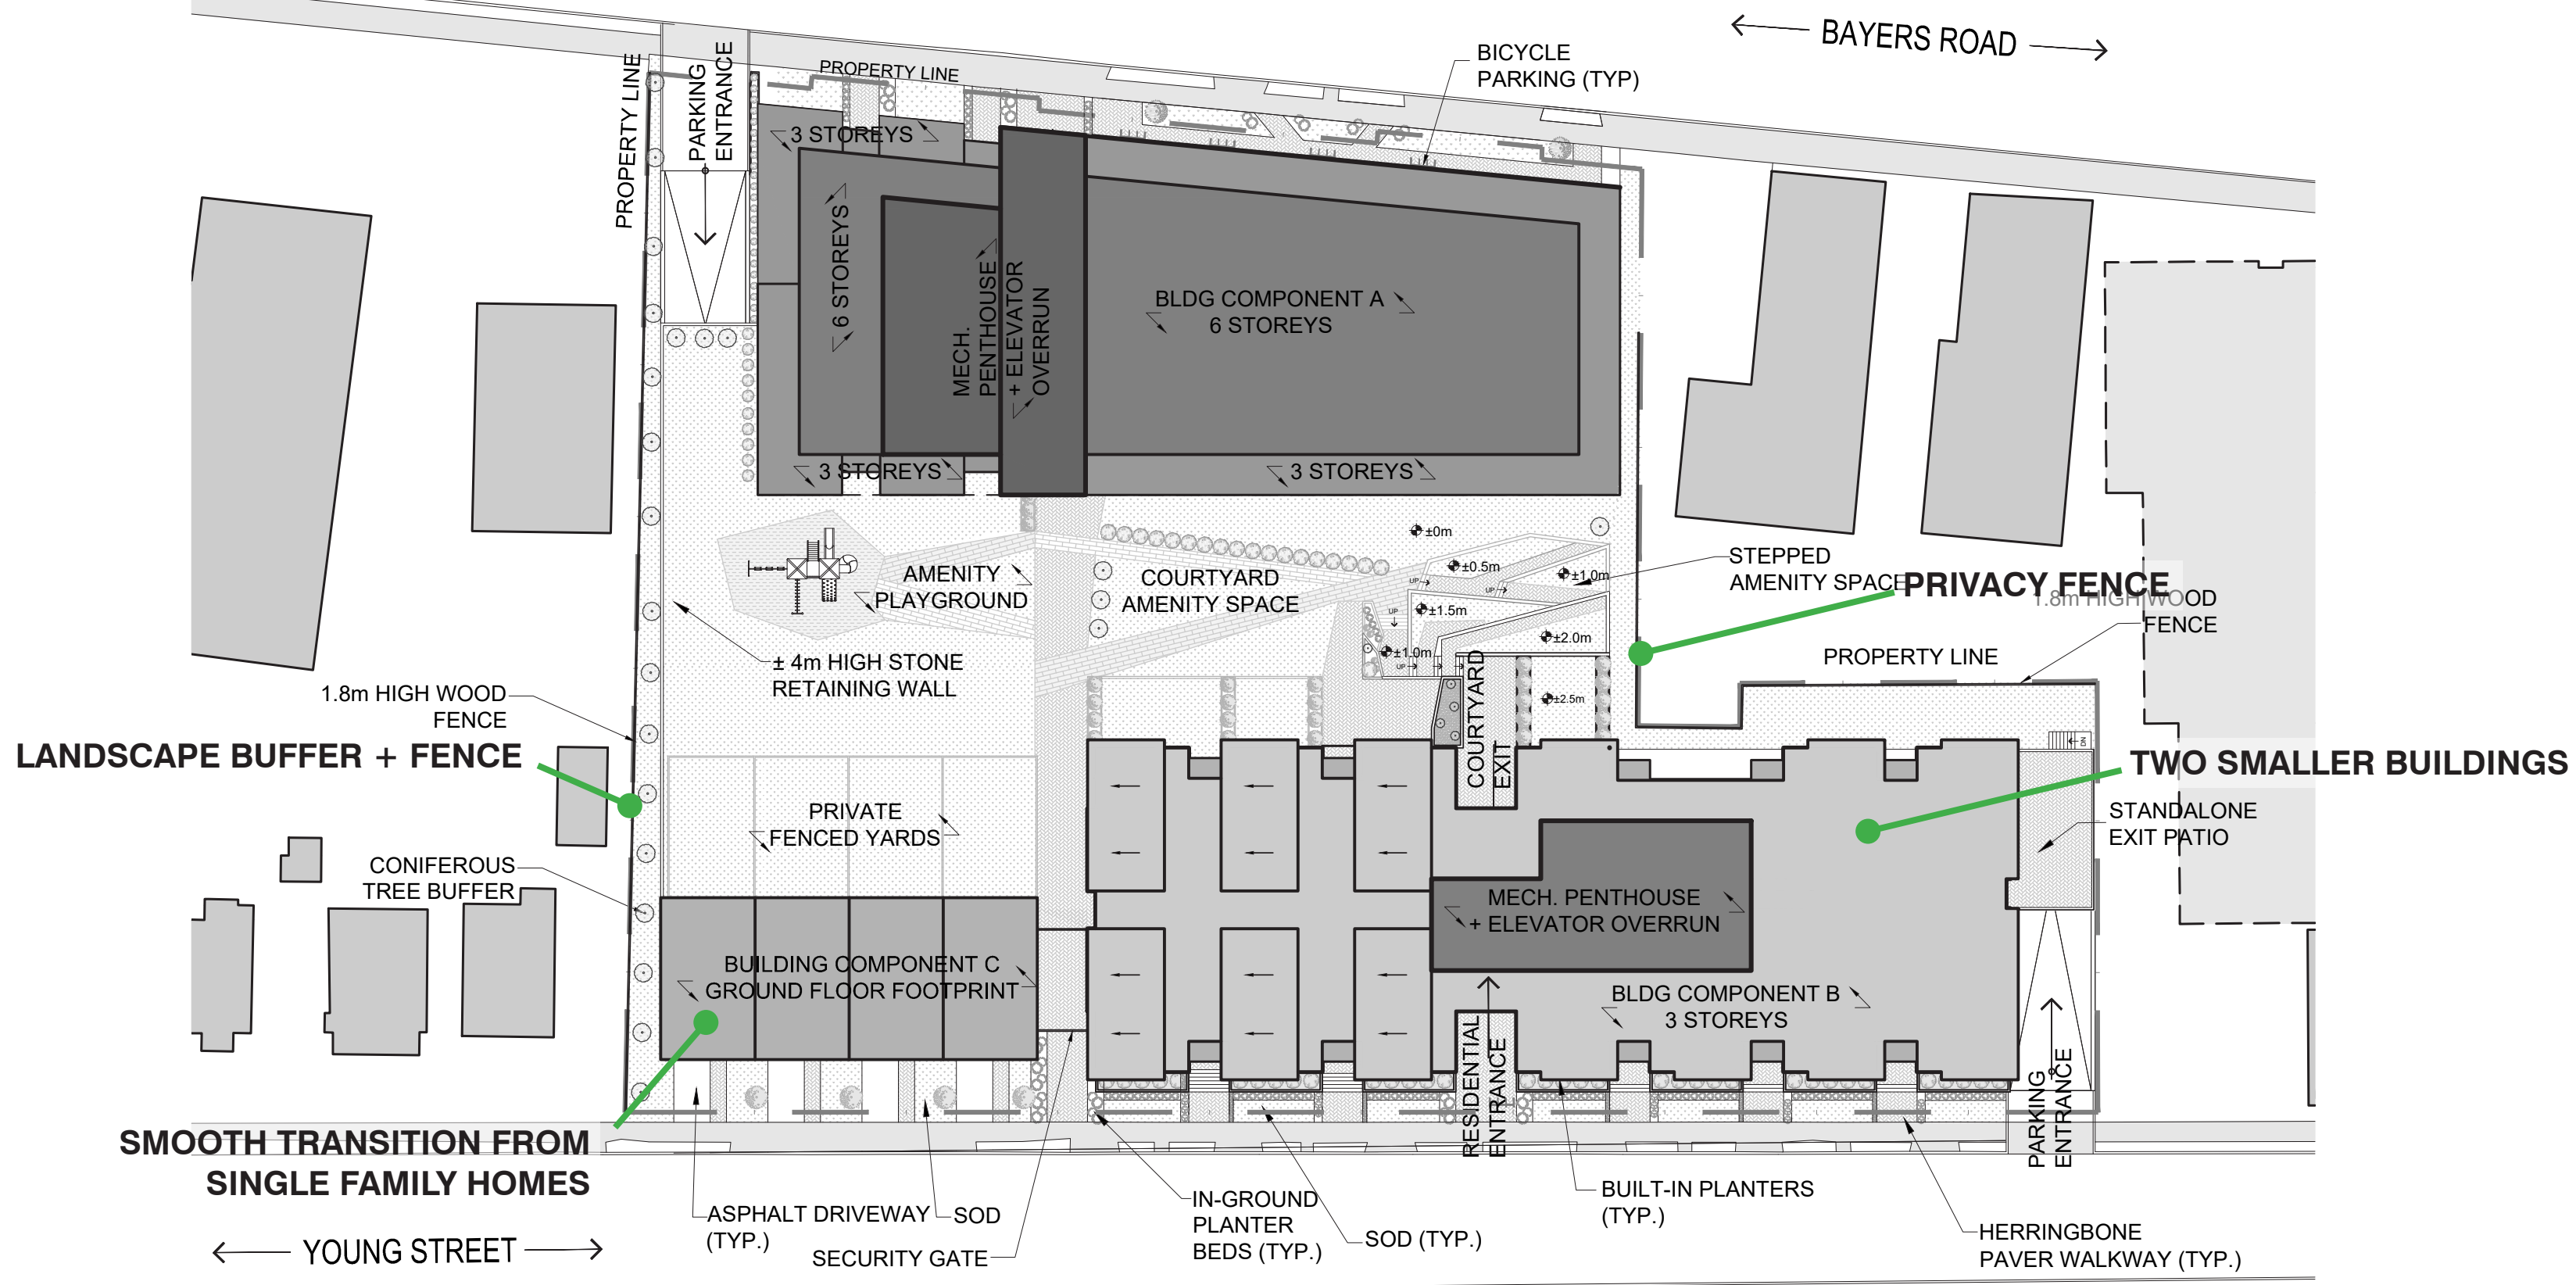 BAYERS ROAD
BICYCLE
PARKING (TYP)
PROPERTY LINE
PROPERTY LINE
PARKING
ENTRANCE
3 STOREYS
6 STOREYS
MECH.
PENTHOUSE
+ ELEVATOR
OVERRUN
BLDG COMPONENT A
6 STOREYS
3 STOREYS
3 STOREYS
±0m
±0.5m
±1.0m
±1.5m
±2.0m
±1.0m
±2.5m
UP
UP
UP
UP
STEPPED
AMENITY SPACE
PRIVACY FENCE
1.8m HIGH WOOD
FENCE
PROPERTY LINE
AMENITY
PLAYGROUND
COURTYARD
AMENITY SPACE
± 4m HIGH STONE
RETAINING WALL
1.8m HIGH WOOD
FENCE
LANDSCAPE BUFFER + FENCE
COURTYARD
EXIT
DN
TWO SMALLER BUILDINGS
STANDALONE
EXIT PATIO
PRIVATE
FENCED YARDS
CONIFEROUS
TREE BUFFER
MECH. PENTHOUSE
+ ELEVATOR OVERRUN
BUILDING COMPONENT C
GROUND FLOOR FOOTPRINT
BLDG COMPONENT B
3 STOREYS
RESIDENTIAL
ENTRANCE
PARKING
ENTRANCE
SMOOTH TRANSITION FROM
SINGLE FAMILY HOMES
ASPHALT DRIVEWAY
(TYP.)
SOD
SECURITY GATE
IN-GROUND
PLANTER
BEDS (TYP.)
SOD (TYP.)
BUILT-IN PLANTERS
(TYP.)
HERRINGBONE
PAVER WALKWAY (TYP.)
YOUNG STREET